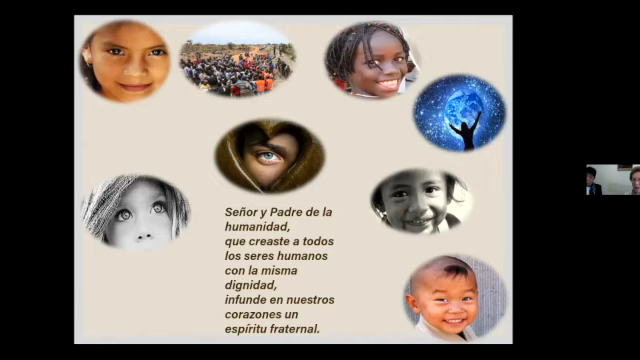 Señor y Padre de la
humanidad,
que creaste a todos
los seres humanos
con la misma
dignidad,
infunde en nuestros
corazones un
espíritu fraternal.